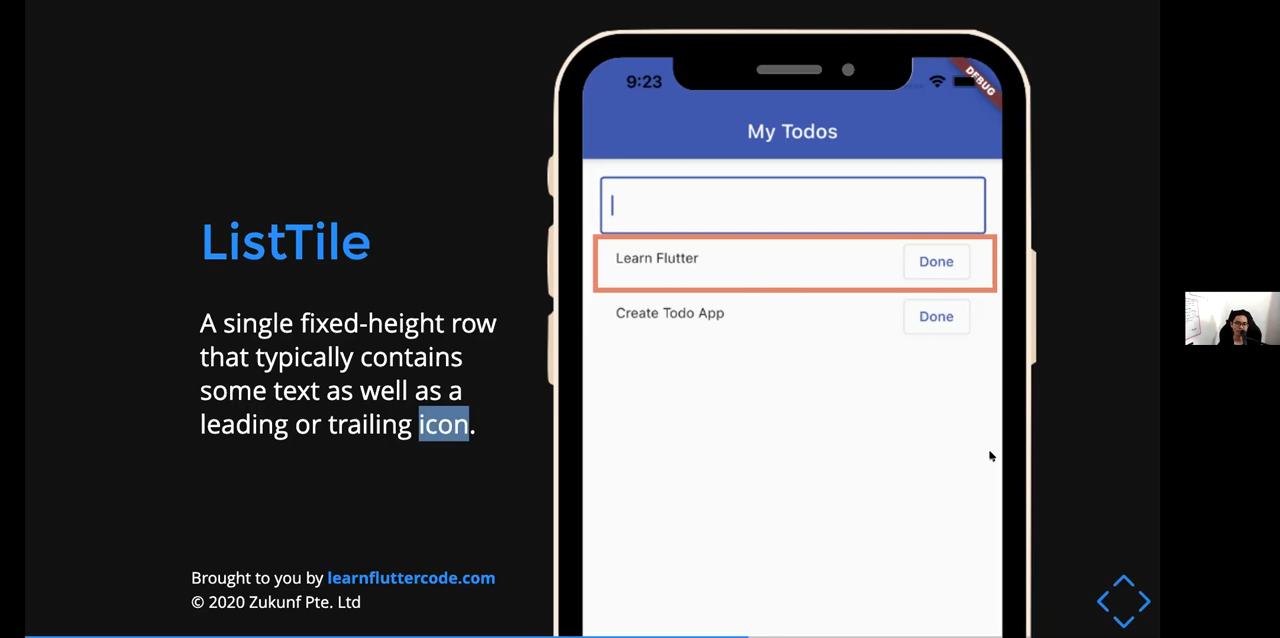 ListTile
A single fixed-height row
that typically contains
some text as well as a
leading or trailing icon.
Brought to you by learnfluttercode.com
© 2020 Zukunf Pte. Ltd
9:23
DEBUG
My Todos
Learn Flutter
Done
Create Todo App
Done